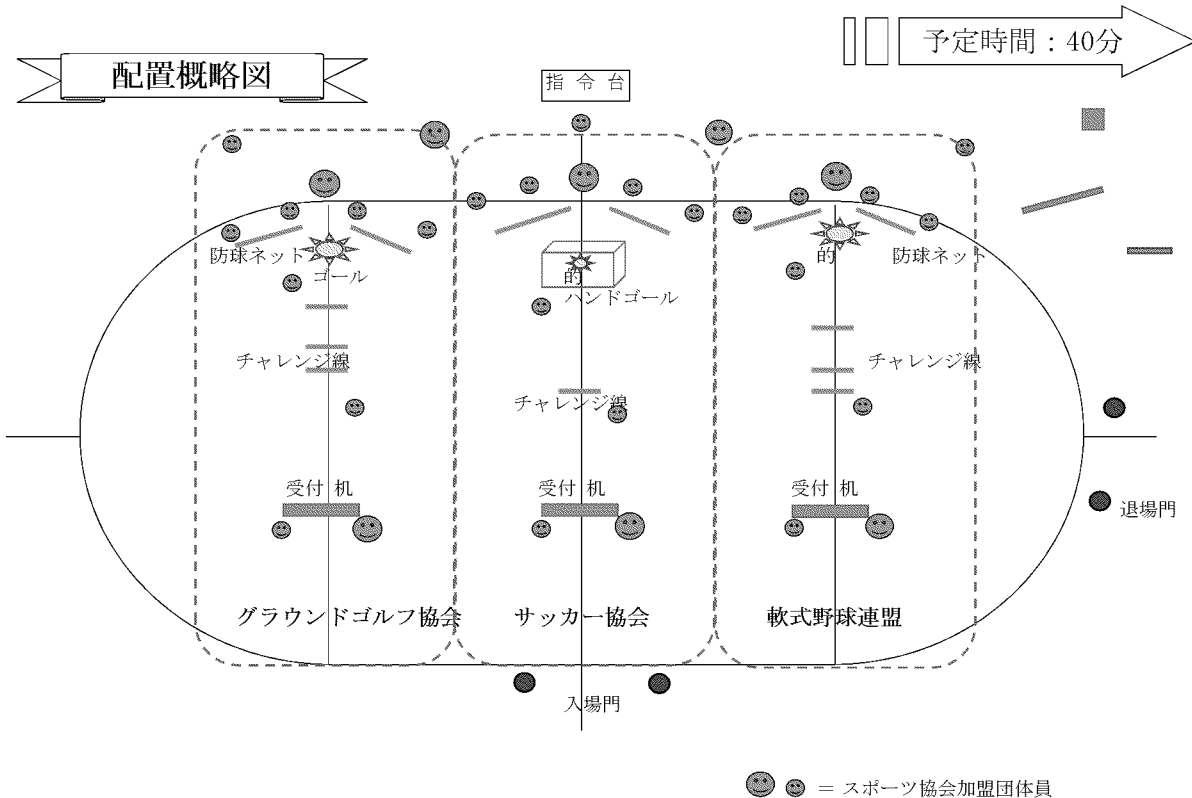 予定時間：40分
配置概略図
指 令 台
防球ネット
ゴール
的
ハンドゴール
的
防球ネット
チャレンジ線
チャレンジ線
チャレンジ線
受付 机
受付 机
受付 机
退場門
グラウンドゴルフ協会
サッカー協会
軟式野球連盟
入場門
＝ スポーツ協会加盟団体員